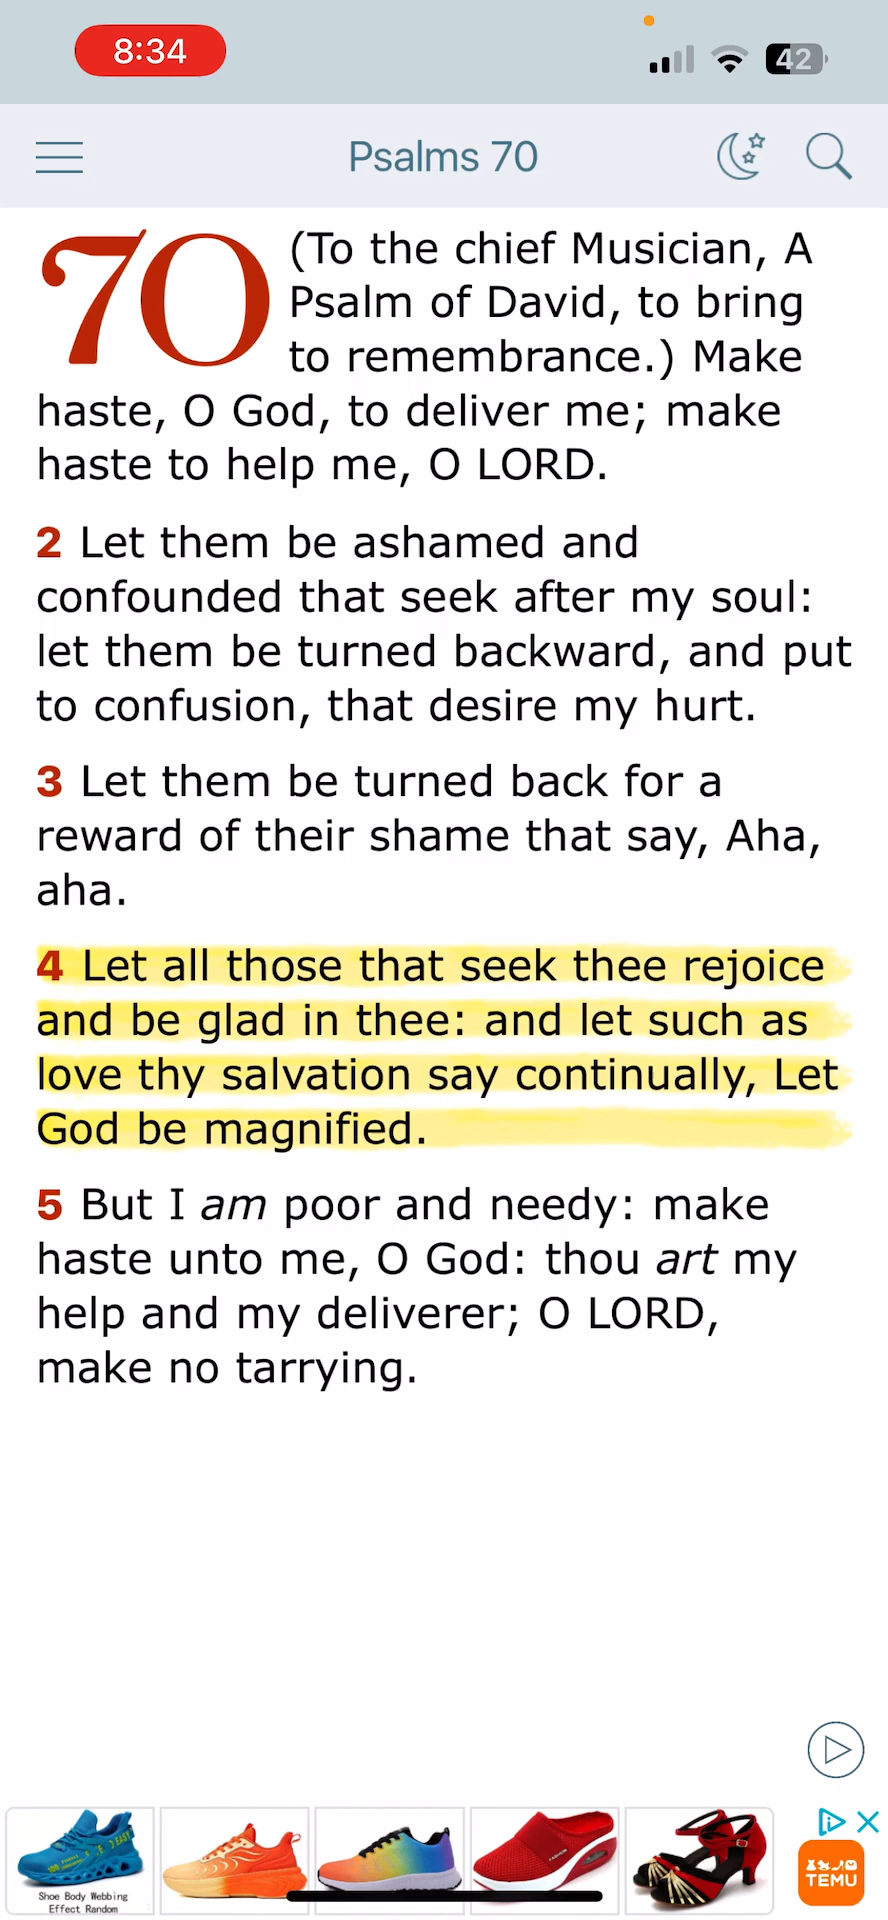 8:34
42
Psalms 70
70 (To the chief Musician, A
Psalm of David, to bring
to remembrance.) Make
haste, O God, to deliver me; make
haste to help me, O LORD.
2 Let them be ashamed and
confounded that seek after my soul:
let them be turned backward, and put
to confusion, that desire my hurt.
3 Let them be turned back for a
reward of their shame that say, Aha,
aha.
4 Let all those that seek thee rejoice
and be glad in thee: and let such as
love thy salvation say continually, Let
God be magnified.
5 But I am poor and needy: make
haste unto me, O God: thou art my
help and my deliverer; O LORD,
make no tarrying.
Shoe Body Webbing
Effect Random
TEMU